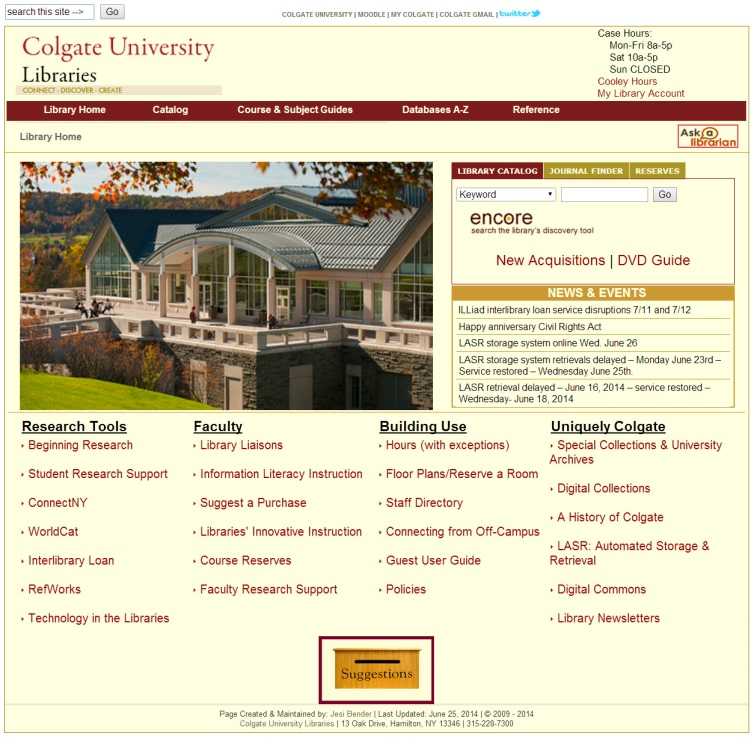 search this site --> Go
COLGATE UNIVERSITY | MOODLE | MY COLGATE | COLGATE GMAIL | twitter
Colgate University
Libraries
CONNECT - DISCOVER - CREATE
Case Hours:
Mon-Fri 8a-5p
Sat 10a-5p
Sun CLOSED
Cooley Hours
My Library Account
Library Home Catalog Course & Subject Guides Databases A-Z Reference
Library Home
Ask a
librarian
LIBRARY CATALOG JOURNAL FINDER RESERVES
Keyword Go
encore
search the library's discovery tool
New Acquisitions | DVD Guide
NEWS & EVENTS
ILLiad interlibrary loan service disruptions 7/11 and 7/12
Happy anniversary Civil Rights Act
LASR storage system online Wed. June 26
LASR storage system retrievals delayed – Monday June 23rd –
Service restored – Wednesday June 25th.
LASR retrieval delayed – June 16, 2014 – service restored –
Wednesday- June 18, 2014
Research Tools
Beginning Research
Student Research Support
ConnectNY
WorldCat
Interlibrary Loan
RefWorks
Technology in the Libraries
Faculty
Library Liaisons
Information Literacy Instruction
Suggest a Purchase
Libraries' Innovative Instruction
Course Reserves
Faculty Research Support
Building Use
Hours (with exceptions)
Floor Plans/Reserve a Room
Staff Directory
Connecting from Off-Campus
Guest User Guide
Policies
Uniquely Colgate
Special Collections & University
Archives
Digital Collections
A History of Colgate
LASR: Automated Storage &
Retrieval
Digital Commons
Library Newsletters
Suggestions
Page Created & Maintained by: Jesi Bender | Last Updated: June 25, 2014 | © 2009 - 2014
Colgate University Libraries | 13 Oak Drive, Hamilton, NY 13346 | 315-228-7300